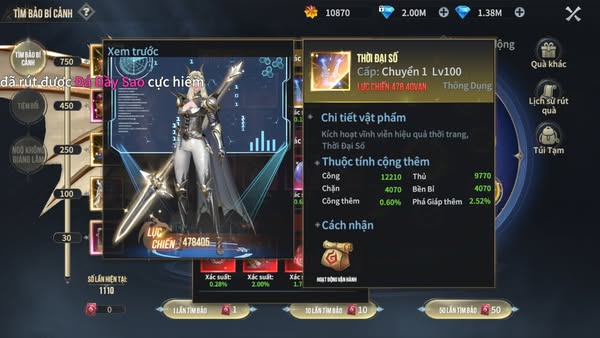 TÌM BẢO BÍ CẢNH ?
10870
2.00M
1.38M
TÌM BẢO BÍ CẢNH
750
Xem trước
đã rút được Đá Dãy Sao cực hiếm
500
TIỆM ĐỔI
250
NGỘ KHÔNG GIÁNG LÂM
100
30
SỐ LẦN HIỆN TẠI:
1110
0
LỰC CHIẾN 478405
THỜI ĐẠI SỐ
Cấp: Chuyển 1 Lv100
LỰC CHIẾN 478.40VẠN
Thông Dụng
Chi tiết vật phẩm
Kích hoạt vĩnh viễn hiệu quả thời trang, Thời Đại Số
Thuộc tính cộng thêm
Công 12210 Thủ 9770
Chặn 4070 Bền Bỉ 4070
Công thêm 0.60% Phá Giáp thêm 2.52%
Cách nhận
HOẠT ĐỘNG VẬN HÀNH
Xác suất: 0.28%
Xác suất: 2.00%
Xác
1 LẦN TÌM BẢO 1
10 LẦN TÌM BẢO 10
50 LẦN TÌM BẢO 50
Quà khác
Lịch sử rút quà
Túi Tạm